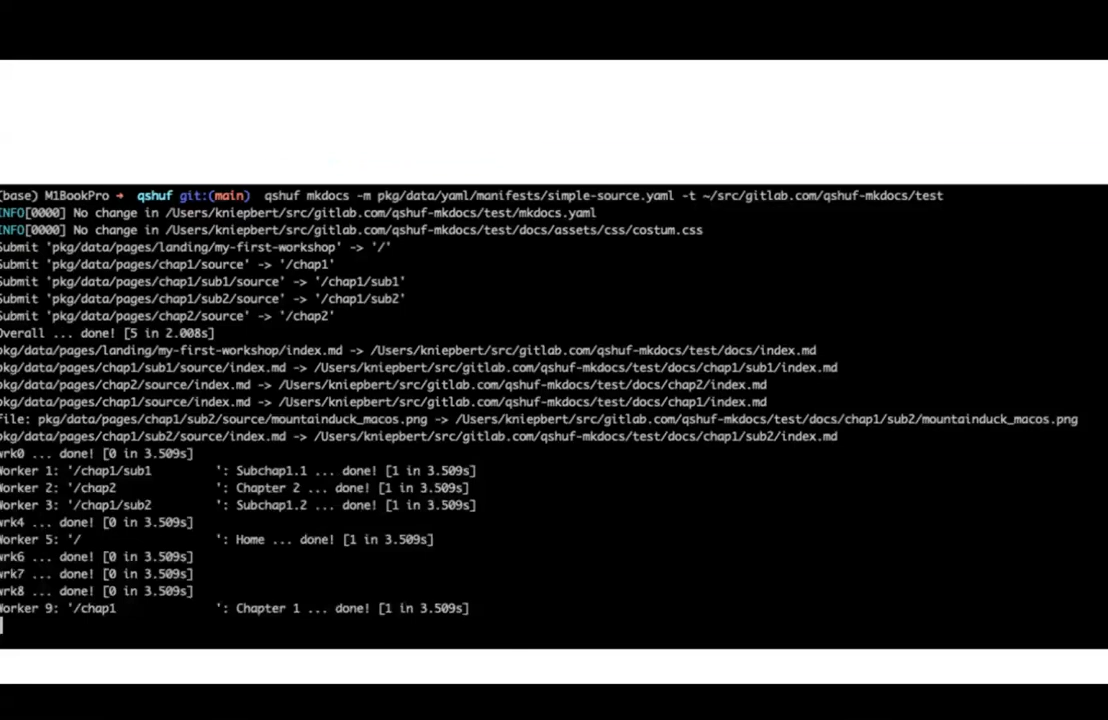 (base) M1BookPro → qshuf git:(main) qshuf mkdocs -m pkg/data/yaml/manifests/simple-source.yaml -t ~/src/gitlab.com/qshuf-mkdocs/test
INFO[0000] No change in /Users/kniepbert/src/gitlab.com/qshuf-mkdocs/test/mkdocs.yaml
INFO[0000] No change in /Users/kniepbert/src/gitlab.com/qshuf-mkdocs/test/docs/assets/css/costum.css
Submit 'pkg/data/pages/landing/my-first-workshop' -> '/'
Submit 'pkg/data/pages/chap1/source' -> '/chap1'
Submit 'pkg/data/pages/chap1/sub1/source' -> '/chap1/sub1'
Submit 'pkg/data/pages/chap1/sub2/source' -> '/chap1/sub2'
Submit 'pkg/data/pages/chap2/source' -> '/chap2'
Overall ... done! [5 in 2.008s]
pkg/data/pages/landing/my-first-workshop/index.md -> /Users/kniepbert/src/gitlab.com/qshuf-mkdocs/test/docs/index.md
pkg/data/pages/chap1/sub1/source/index.md -> /Users/kniepbert/src/gitlab.com/qshuf-mkdocs/test/docs/chap1/sub1/index.md
pkg/data/pages/chap2/source/index.md -> /Users/kniepbert/src/gitlab.com/qshuf-mkdocs/test/docs/chap2/index.md
pkg/data/pages/chap1/source/index.md -> /Users/kniepbert/src/gitlab.com/qshuf-mkdocs/test/docs/chap1/index.md
file: pkg/data/pages/chap1/sub2/source/mountainduck_macos.png -> /Users/kniepbert/src/gitlab.com/qshuf-mkdocs/test/docs/chap1/sub2/mountainduck_macos.png
pkg/data/pages/chap1/sub2/source/index.md -> /Users/kniepbert/src/gitlab.com/qshuf-mkdocs/test/docs/chap1/sub2/index.md
wrk0 ... done! [0 in 3.509s]
Worker 1: '/chap1/sub1 ': Subchap1.1 ... done! [1 in 3.509s]
Worker 2: '/chap2 ': Chapter 2 ... done! [1 in 3.509s]
Worker 3: '/chap1/sub2 ': Subchap1.2 ... done! [1 in 3.509s]
wrk4 ... done! [0 in 3.509s]
Worker 5: '/ ': Home ... done! [1 in 3.509s]
wrk6 ... done! [0 in 3.509s]
wrk7 ... done! [0 in 3.509s]
wrk8 ... done! [0 in 3.509s]
Worker 9: '/chap1 ': Chapter 1 ... done! [1 in 3.509s]